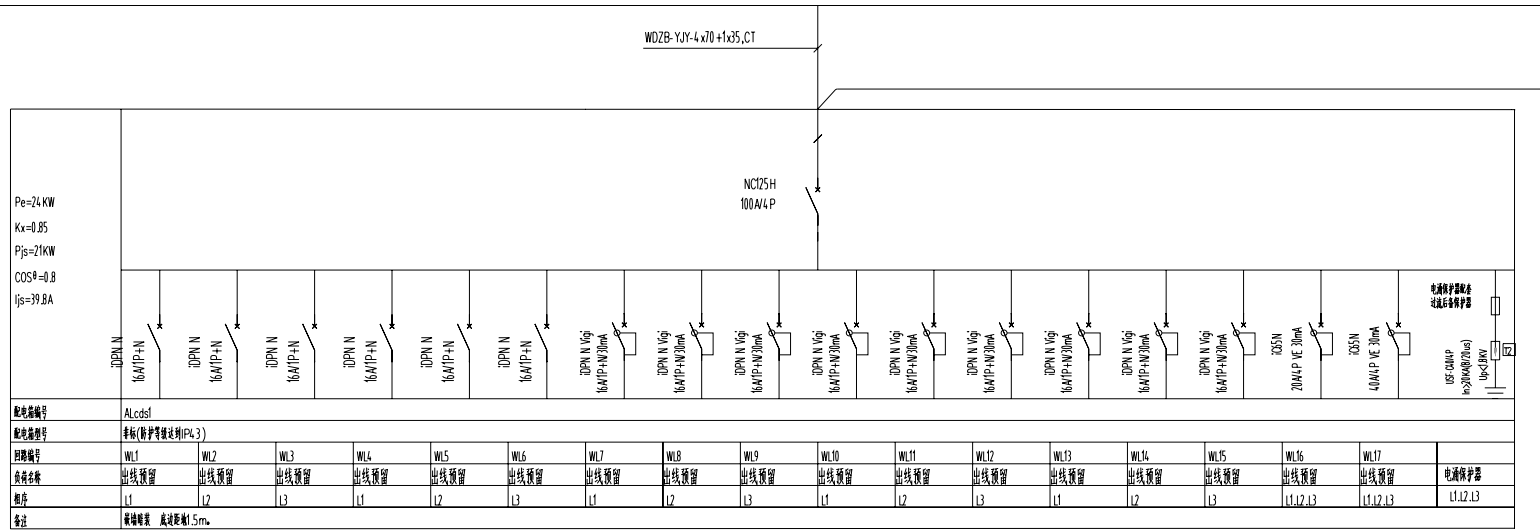 WDZB-YJY-4x70+1x35,CT
NC125H
100A/4P
Pe=24KW
Kx=0.85
Pjs=21KW
COSθ=0.8
Ijs=39.8A
iDPN N
16A/1P+N
iDPN N
16A/1P+N
iDPN N
16A/1P+N
iDPN N
16A/1P+N
iDPN N
16A/1P+N
iDPN N
16A/1P+N
iDPN N Vigi
16A/1P+N/30mA
iDPN N Vigi
16A/1P+N/30mA
iDPN N Vigi
16A/1P+N/30mA
iDPN N Vigi
16A/1P+N/30mA
iDPN N Vigi
16A/1P+N/30mA
iDPN N Vigi
16A/1P+N/30mA
iDPN N Vigi
16A/1P+N/30mA
iDPN N Vigi
16A/1P+N/30mA
iDPN N Vigi
16A/1P+N/30mA
iC65N
20A/4P VE 30mA
iC65N
40A/4P VE 30mA
电涌保护器配套
过流后备保护器
In≥20KA(8/20us)
T2
配电箱编号 ALcds1
配电箱型号 非标(防护等级达到IP43)
回路编号 WL1 WL2 WL3 WL4 WL5 WL6 WL7 WL8 WL9 WL10 WL11 WL12 WL13 WL14 WL15 WL16 WL17
负荷名称 出线预留 出线预留 出线预留 出线预留 出线预留 出线预留 出线预留 出线预留 出线预留 出线预留 出线预留 出线预留 出线预留 出线预留 出线预留 出线预留 出线预留 电涌保护器
相序 L1 L2 L3 L1 L2 L3 L1 L2 L3 L1 L2 L3 L1 L2 L3 L1.L2.L3 L1.L2.L3 L1.L2.L3
备注 嵌墙暗装 底边距地1.5m。